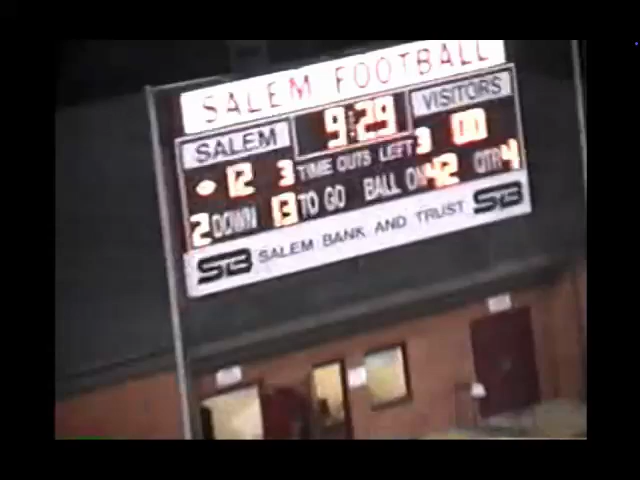 SALEM FOOTBALL
SALEM 9:29 VISITORS
12 3 TIME OUTS LEFT 3
2 DOWN 13 TO GO BALL ON 42 QTR 4
SB SALEM BANK AND TRUST SB